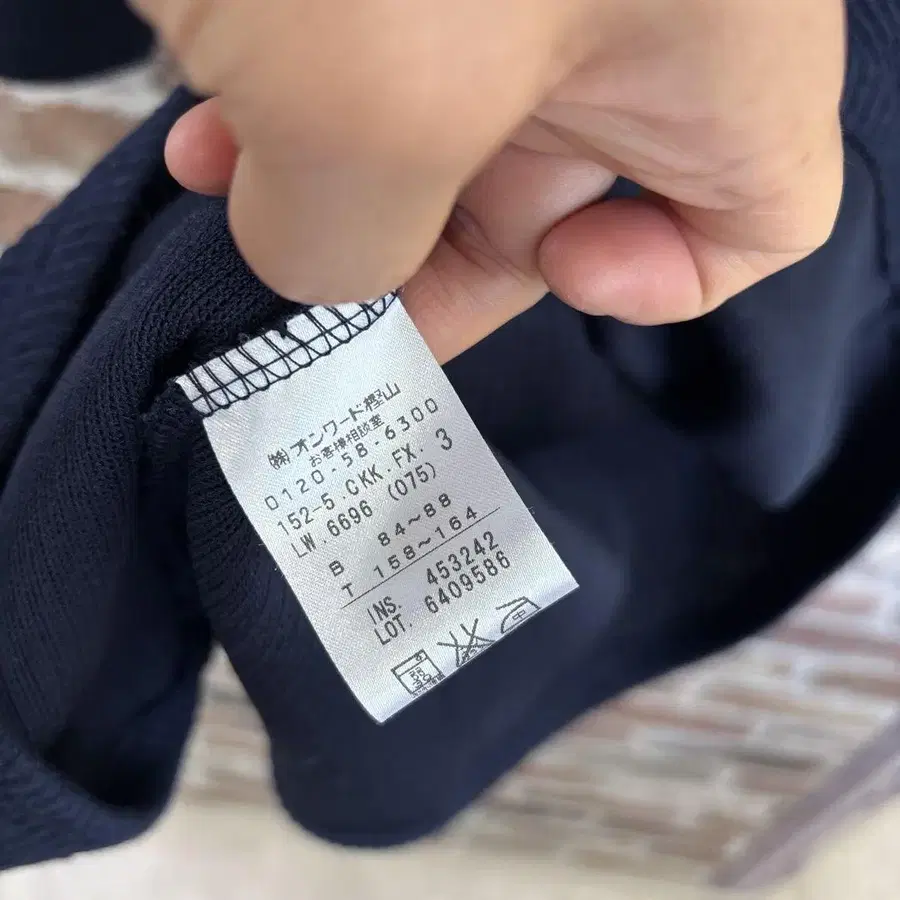 ㈱オンワード樫山
お客様相談室
0120-58-6300
152-5.CKK.FX. 3
LW.6696 (075)
B 84～88
T 158～164
INS. 453242
LOT. 6409586
中